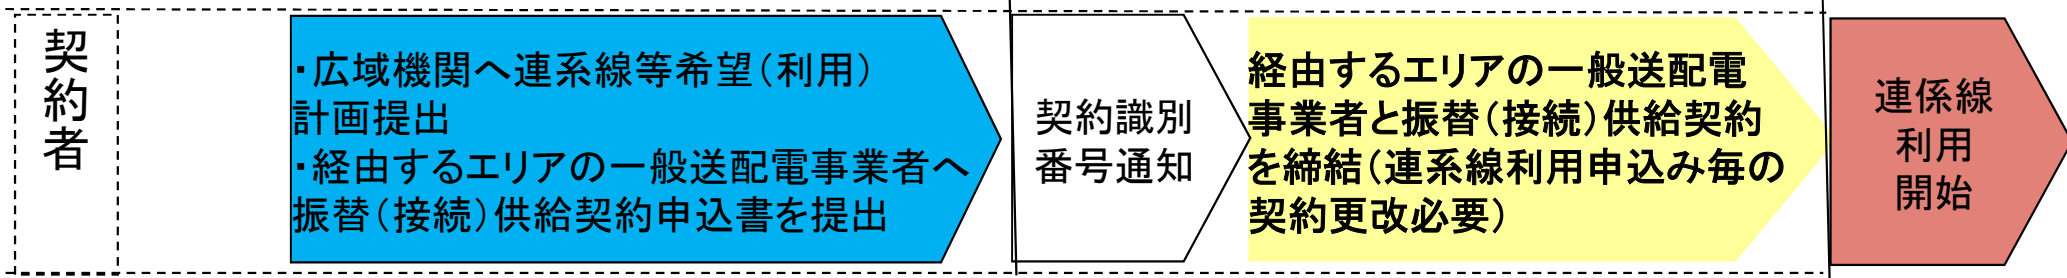 契約者
・広域機関へ連系線等希望（利用）
計画提出
・経由するエリアの一般送配電事業者へ
振替（接続）供給契約申込書を提出
契約識別
番号通知
経由するエリアの一般送配電
事業者と振替（接続）供給契約
を締結（連系線利用申込み毎の
契約更改必要）
連係線
利用
開始